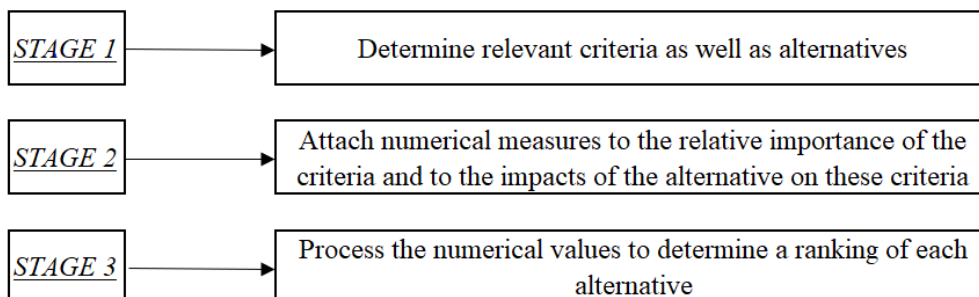 STAGE 1
Determine relevant criteria as well as alternatives
STAGE 2
Attach numerical measures to the relative importance of the
criteria and to the impacts of the alternative on these criteria
STAGE 3
Process the numerical values to determine a ranking of each
alternative